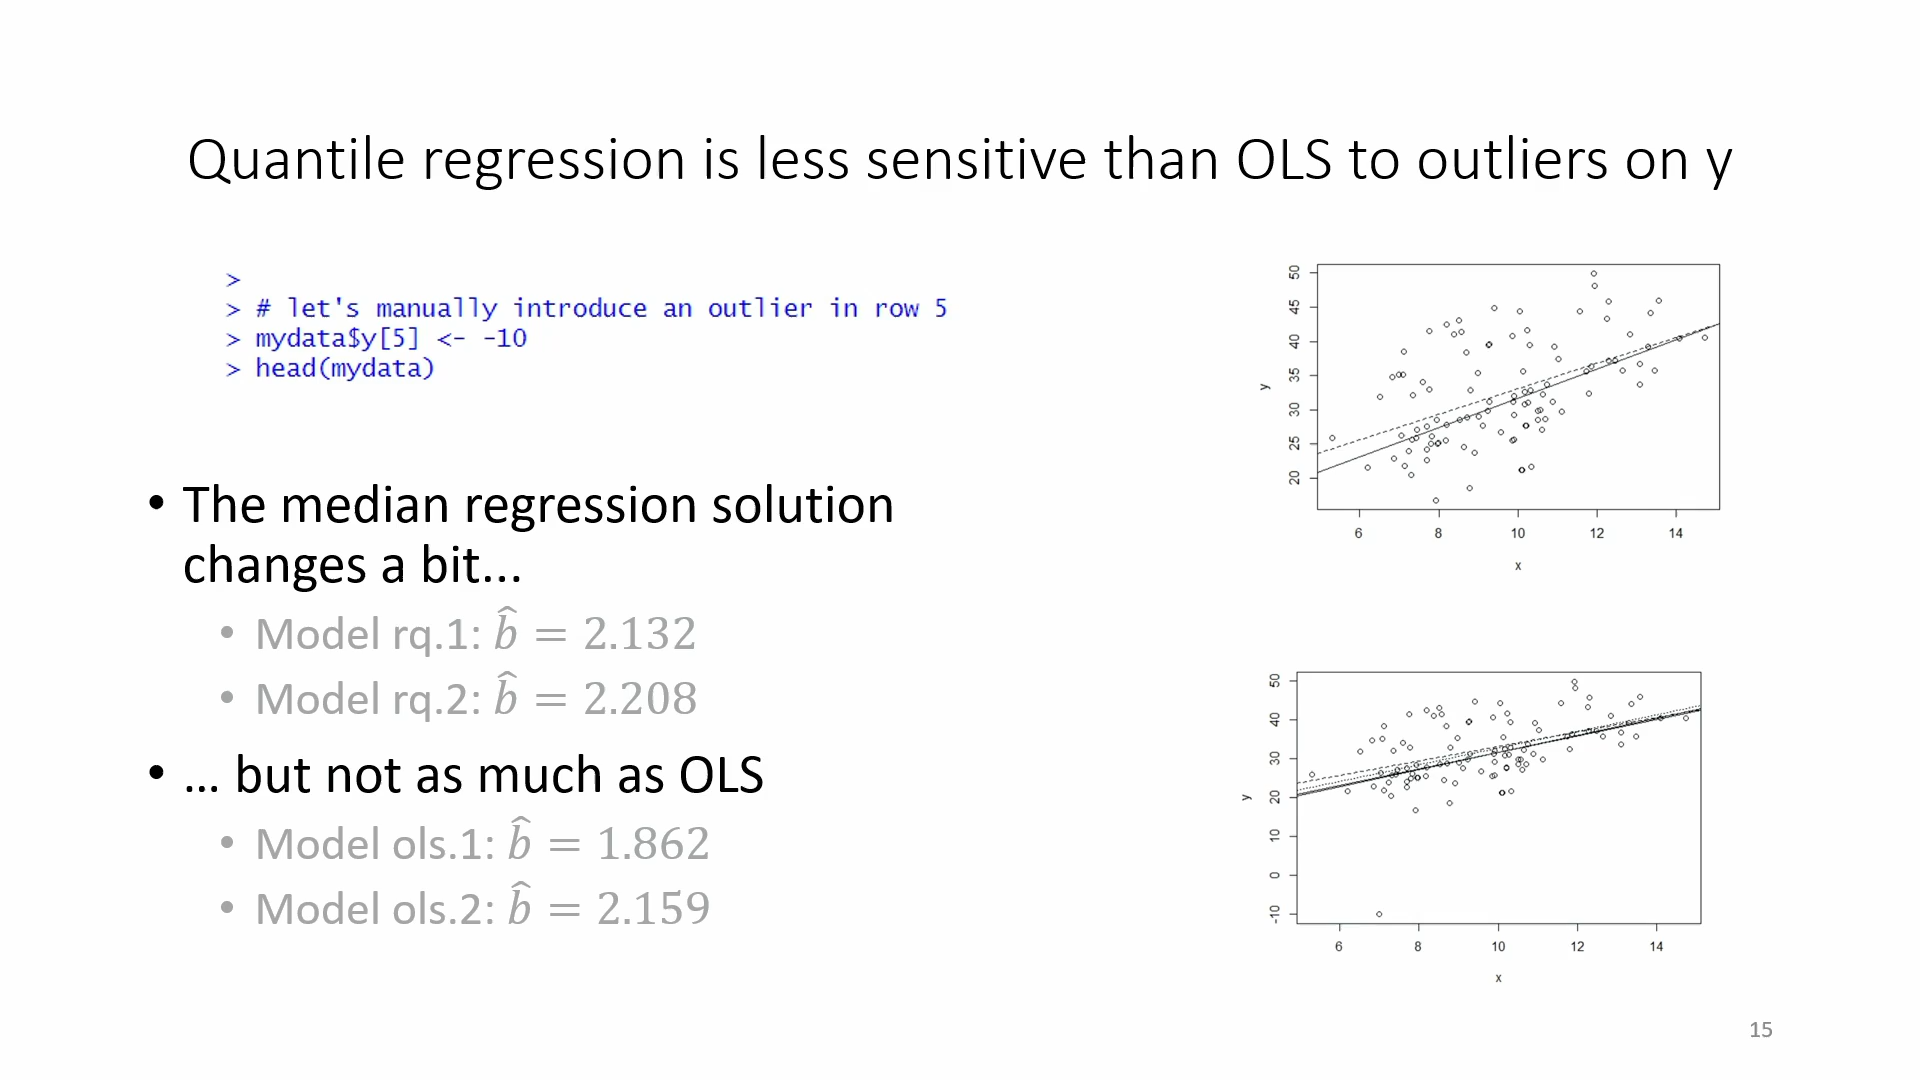 Quantile regression is less sensitive than OLS to outliers on y
>
> # let's manually introduce an outlier in row 5
> mydata$y[5] <- -10
> head(mydata)
• The median regression solution
changes a bit...
• Model rq.1: b̂ = 2.132
• Model rq.2: b̂ = 2.208
• ... but not as much as OLS
• Model ols.1: b̂ = 1.862
• Model ols.2: b̂ = 2.159
50
45
40
35
30
25
20
y
6 8 10 12 14
x
50
40
30
20
10
0
-10
y
6 8 10 12 14
x
15